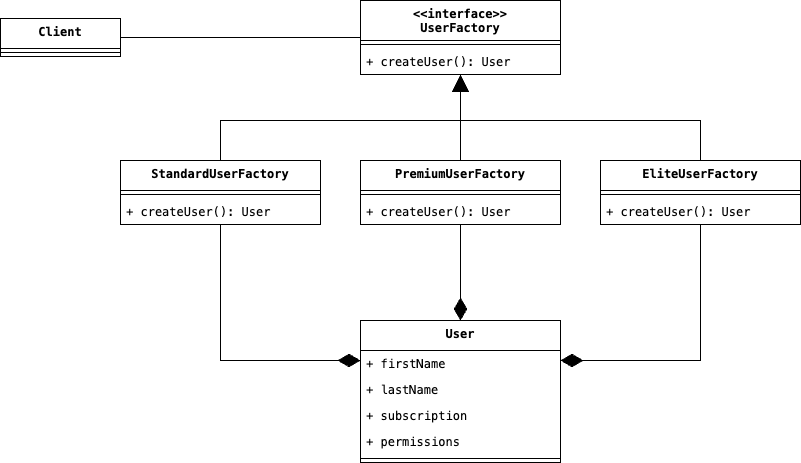 Client
<<interface>>
UserFactory
+ createUser(): User
StandardUserFactory
+ createUser(): User
PremiumUserFactory
+ createUser(): User
EliteUserFactory
+ createUser(): User
User
+ firstName
+ lastName
+ subscription
+ permissions